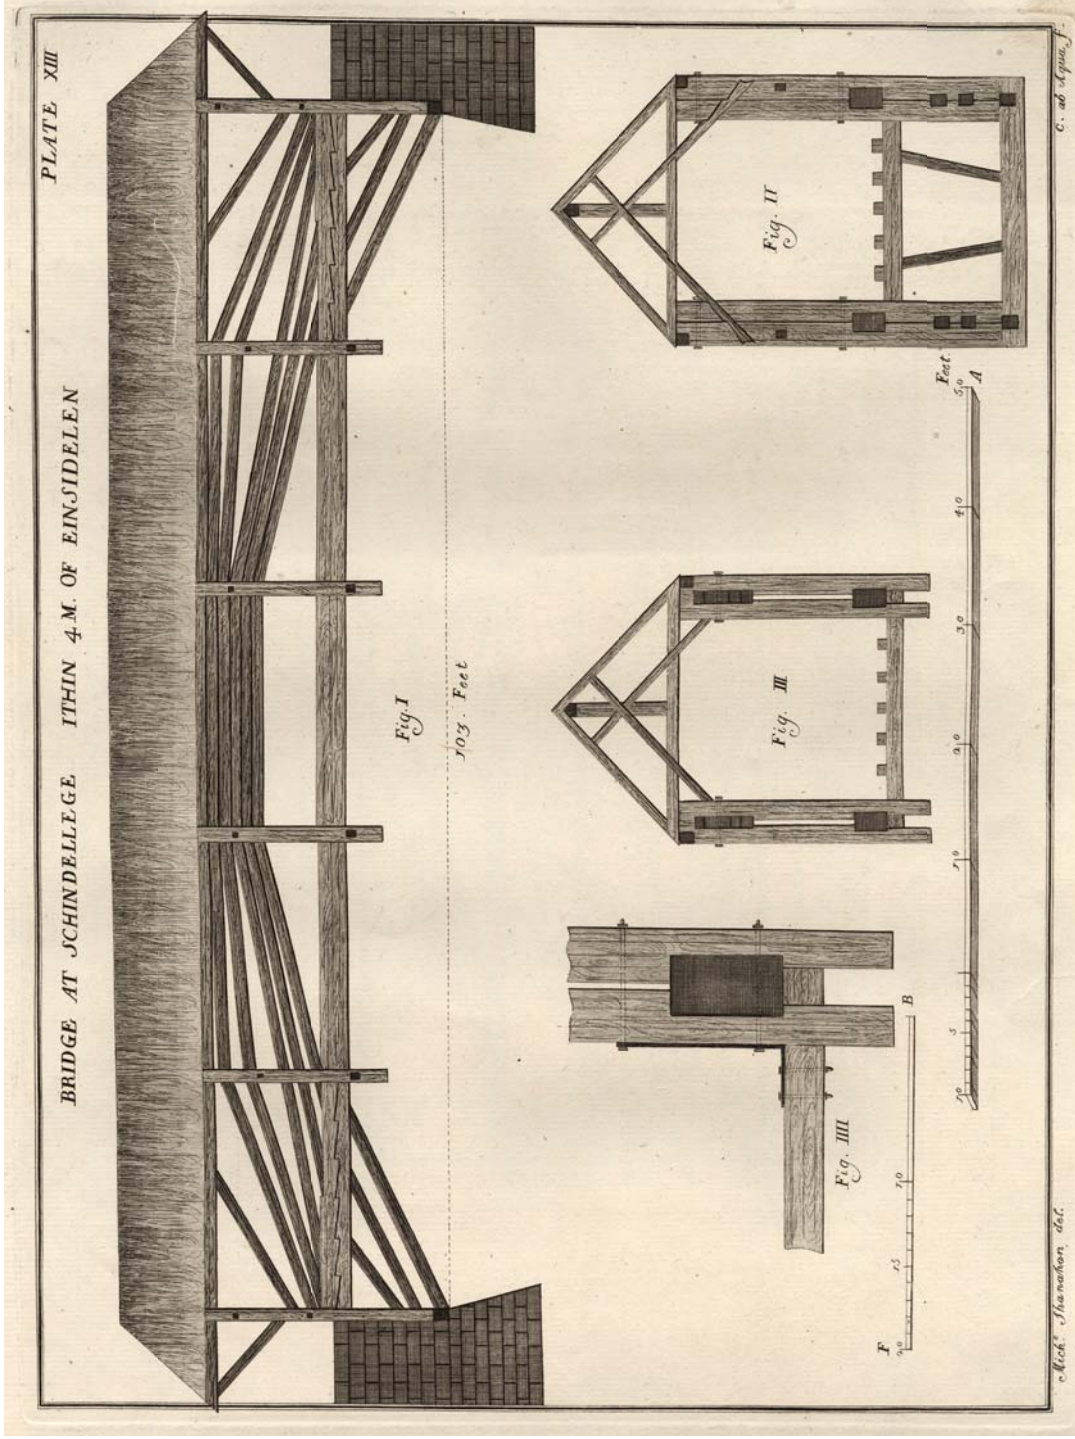 PLATE XIII
BRIDGE AT SCHINDELLEGE ITHIN 4 M. OF EINSIDELEN
Fig. I
103. Feet
Fig. IIII
Fig. III
Fig. II
F 20 15 10 B
10 5 10 20 30 40 50 Feet. A
Mich.l Shanahan del.
C. ab Aqua f.